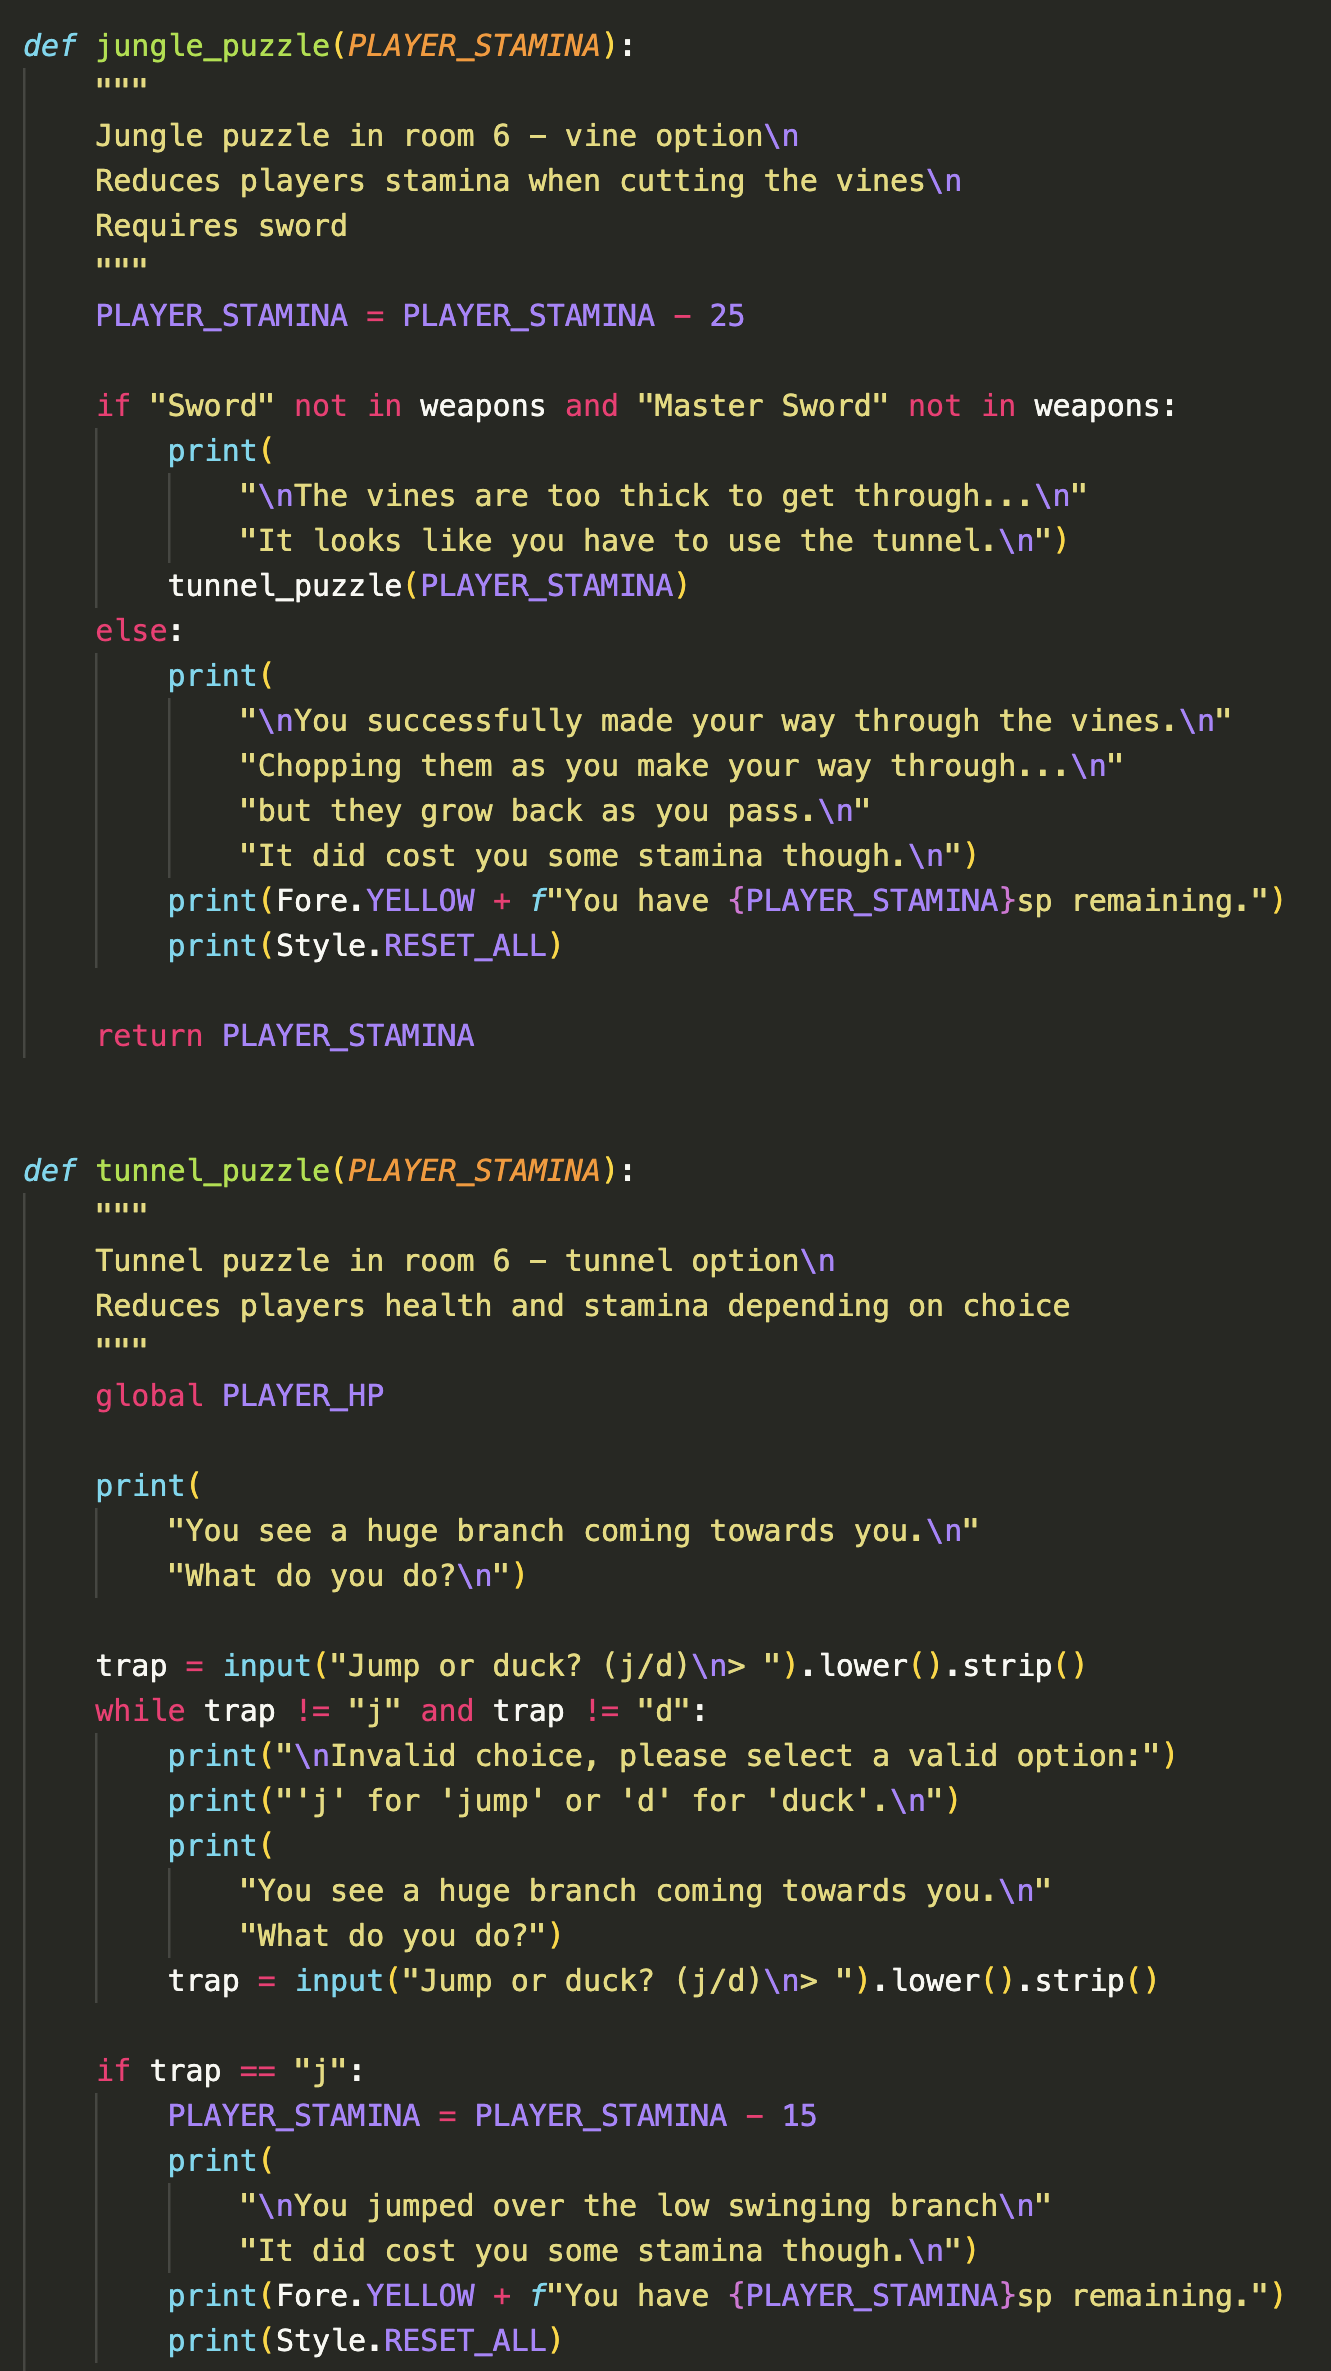 def jungle_puzzle(PLAYER_STAMINA):
    """
    Jungle puzzle in room 6 – vine option\n
    Reduces players stamina when cutting the vines\n
    Requires sword
    """
    PLAYER_STAMINA = PLAYER_STAMINA - 25

    if "Sword" not in weapons and "Master Sword" not in weapons:
        print(
            "\nThe vines are too thick to get through...\n"
            "It looks like you have to use the tunnel.\n")
        tunnel_puzzle(PLAYER_STAMINA)
    else:
        print(
            "\nYou successfully made your way through the vines.\n"
            "Chopping them as you make your way through...\n"
            "but they grow back as you pass.\n"
            "It did cost you some stamina though.\n")
        print(Fore.YELLOW + f"You have {PLAYER_STAMINA}sp remaining.")
        print(Style.RESET_ALL)

    return PLAYER_STAMINA


def tunnel_puzzle(PLAYER_STAMINA):
    """
    Tunnel puzzle in room 6 – tunnel option\n
    Reduces players health and stamina depending on choice
    """
    global PLAYER_HP

    print(
        "You see a huge branch coming towards you.\n"
        "What do you do?\n")

    trap = input("Jump or duck? (j/d)\n> ").lower().strip()
    while trap != "j" and trap != "d":
        print("\nInvalid choice, please select a valid option:")
        print("'j' for 'jump' or 'd' for 'duck'.\n")
        print(
            "You see a huge branch coming towards you.\n"
            "What do you do?")
        trap = input("Jump or duck? (j/d)\n> ").lower().strip()

    if trap == "j":
        PLAYER_STAMINA = PLAYER_STAMINA - 15
        print(
            "\nYou jumped over the low swinging branch\n"
            "It did cost you some stamina though.\n")
        print(Fore.YELLOW + f"You have {PLAYER_STAMINA}sp remaining.")
        print(Style.RESET_ALL)